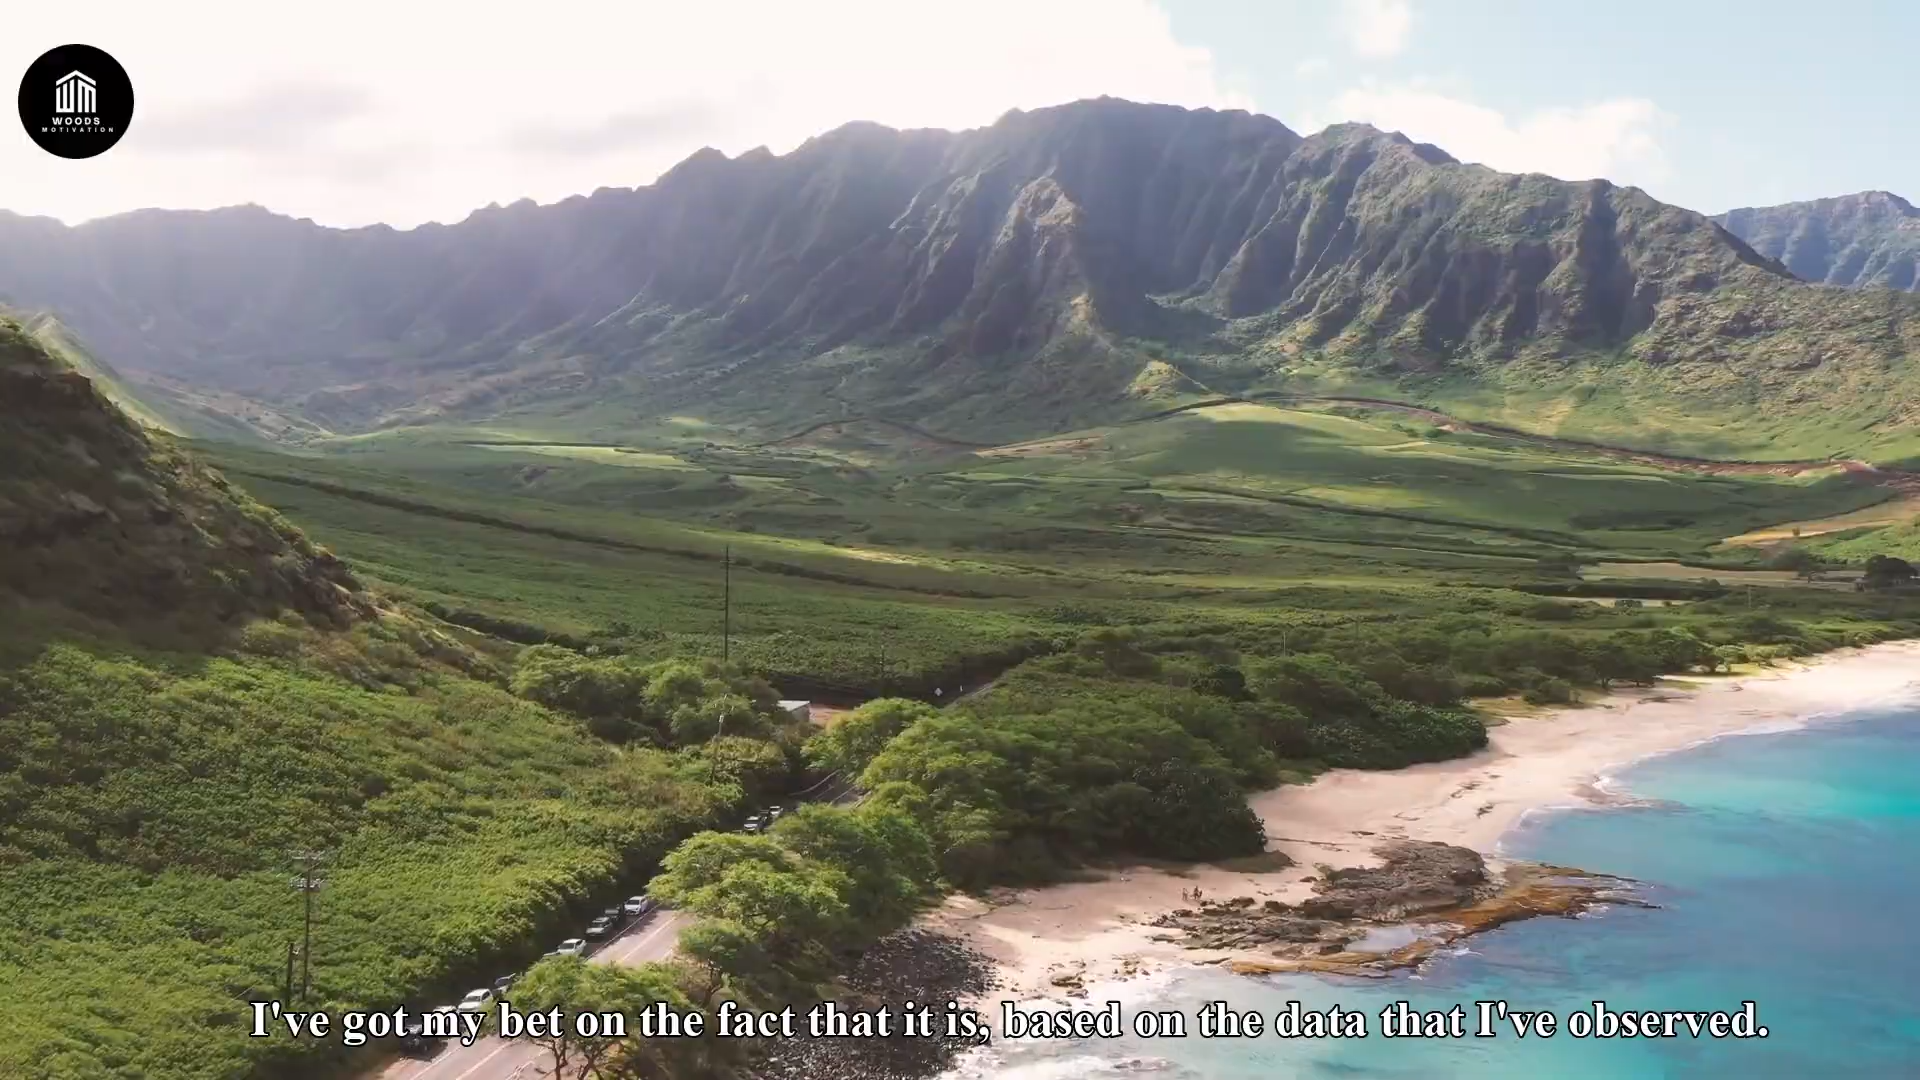 WM
WOODS
MOTIVATION
I've got my bet on the fact that it is, based on the data that I've observed.